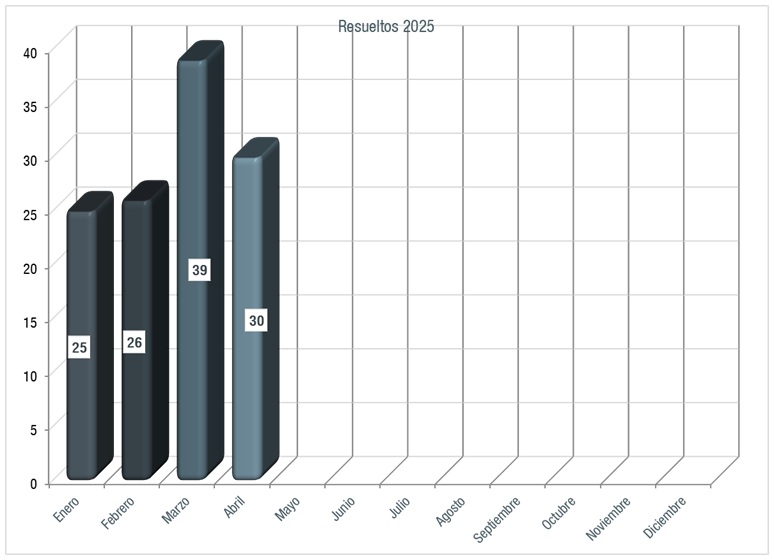 Resueltos 2025
40
35
30
25
20
15
10
5
0
39
30
26
25
Enero
Febrero
Marzo
Abril
Mayo
Junio
Julio
Agosto
Septiembre
Octubre
Noviembre
Diciembre